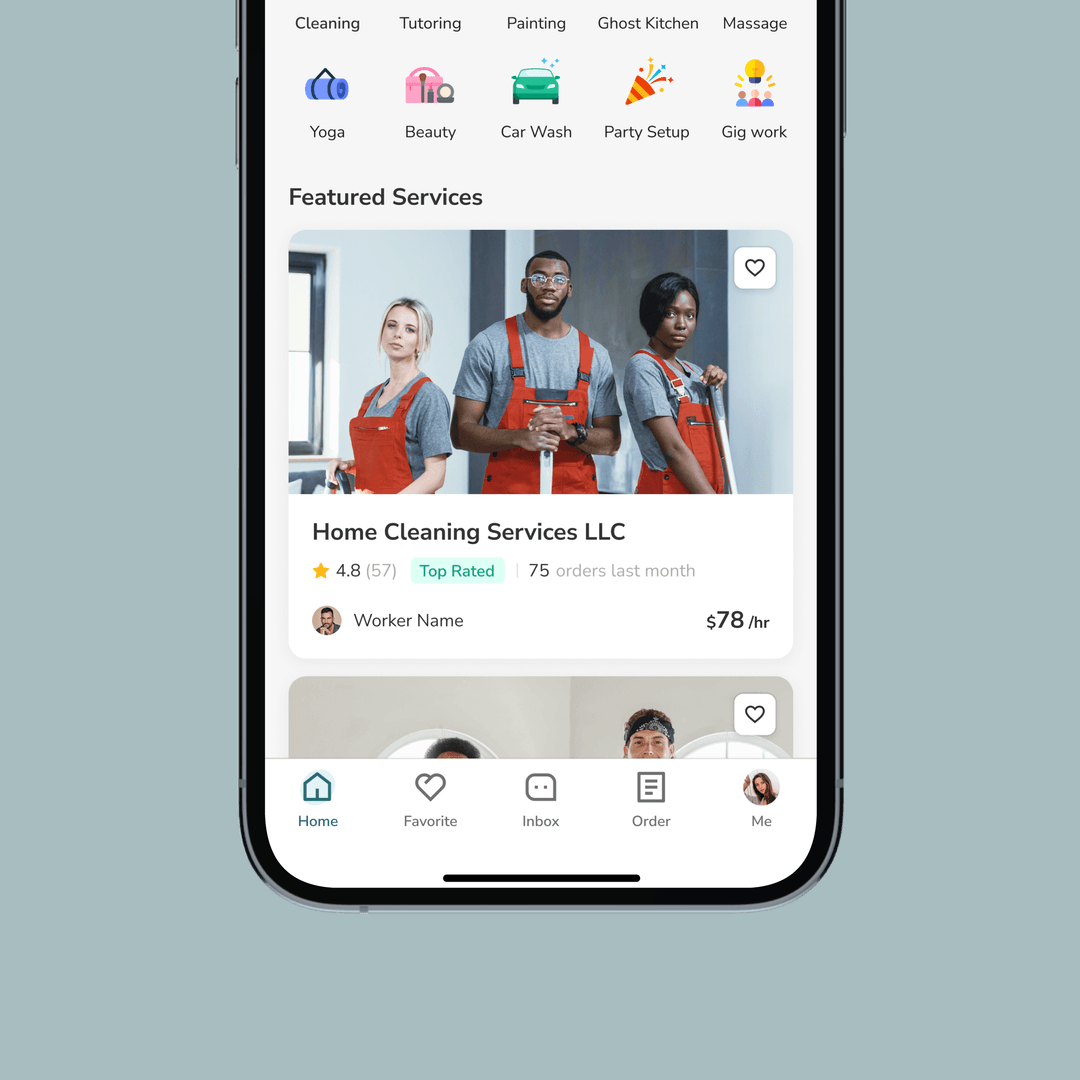 Cleaning Tutoring Painting Ghost Kitchen Massage
Yoga Beauty Car Wash Party Setup Gig work
Featured Services
Home Cleaning Services LLC
4.8 (57) Top Rated 75 orders last month
Worker Name $78 /hr
Home Favorite Inbox Order Me